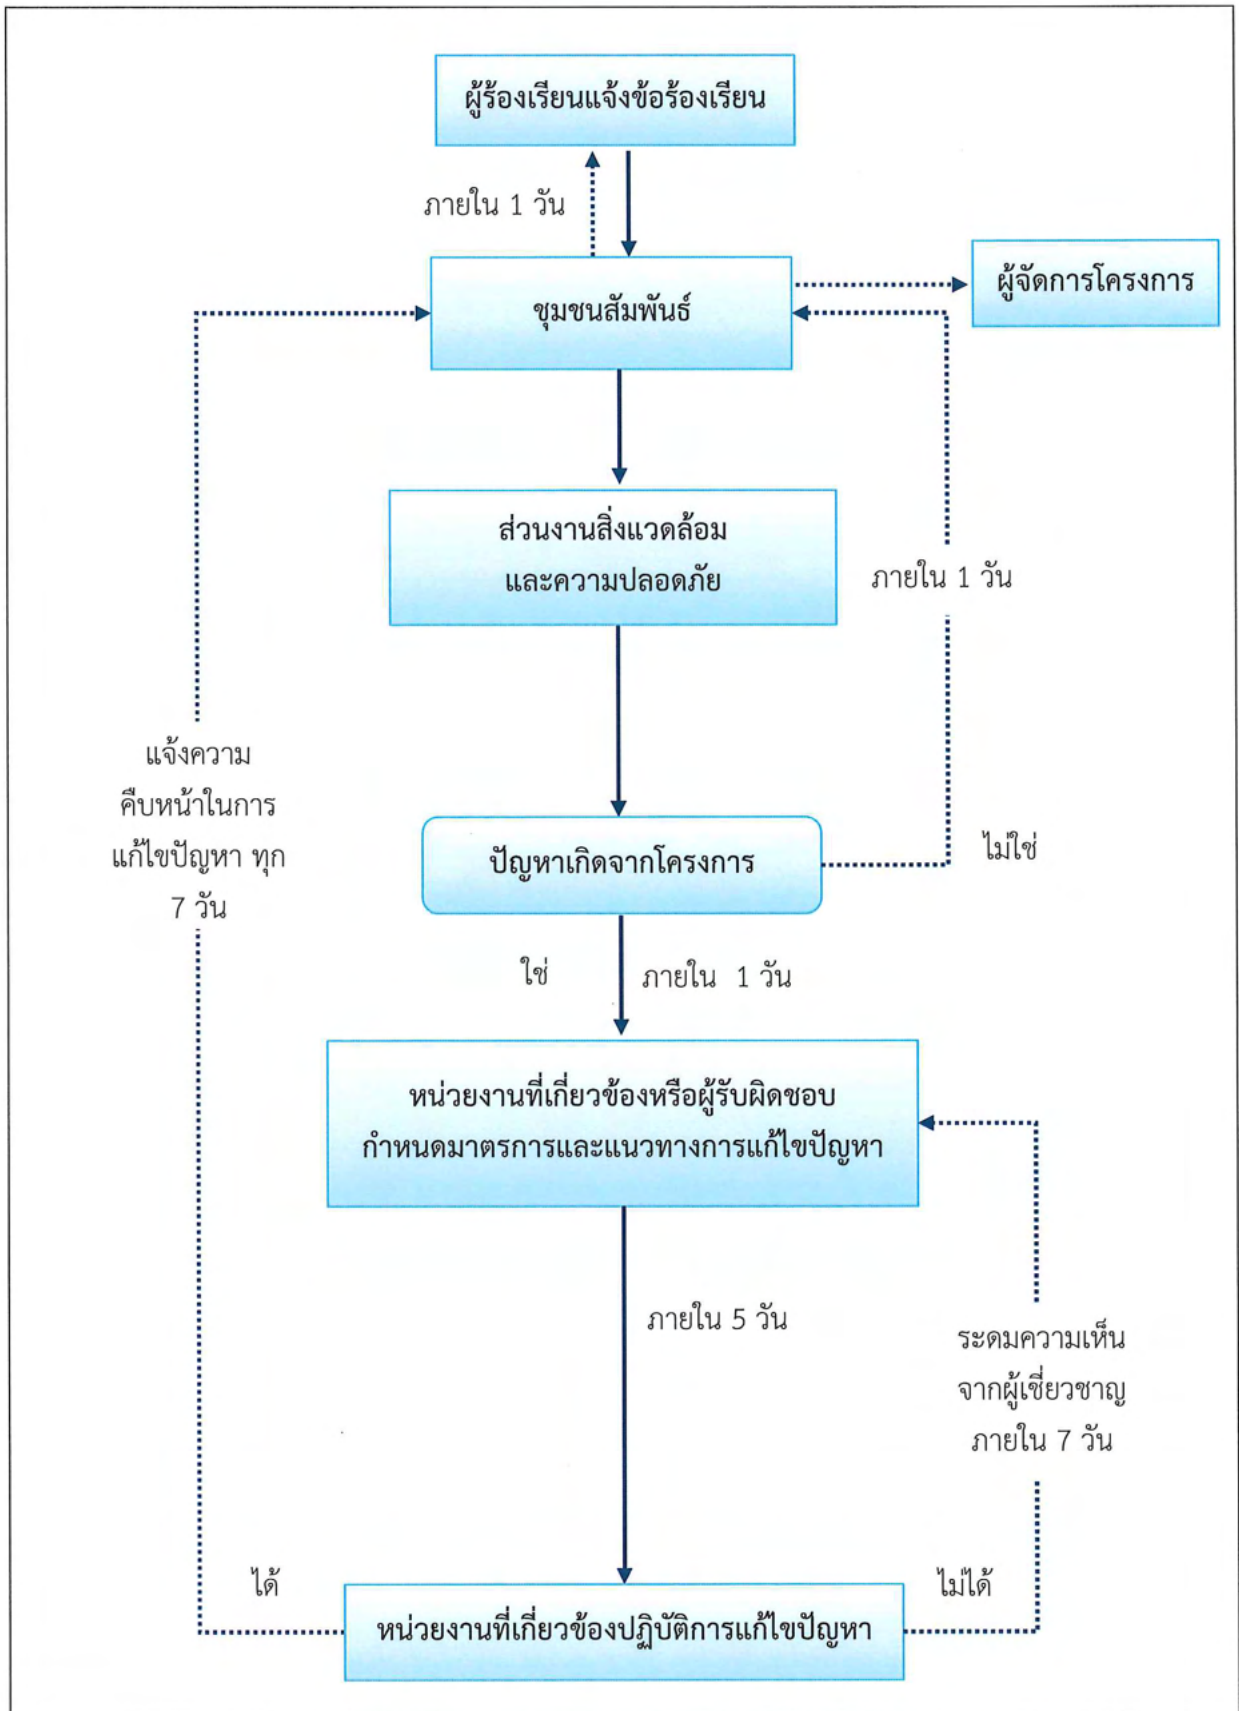 ผู้ร้องเรียนแจ้งข้อร้องเรียน
ภายใน 1 วัน
ผู้จัดการโครงการ
ชุมชนสัมพันธ์
ส่วนงานสิ่งแวดล้อม
และความปลอดภัย
ภายใน 1 วัน
แจ้งความ
คืบหน้าในการ
แก้ไขปัญหา ทุก
7 วัน
ปัญหาเกิดจากโครงการ
ไม่ใช่
ใช่
ภายใน 1 วัน
หน่วยงานที่เกี่ยวข้องหรือผู้รับผิดชอบ
กำหนดมาตรการและแนวทางการแก้ไขปัญหา
ภายใน 5 วัน
ระดมความเห็น
จากผู้เชี่ยวชาญ
ภายใน 7 วัน
ได้
ไม่ได้
หน่วยงานที่เกี่ยวข้องปฏิบัติการแก้ไขปัญหา